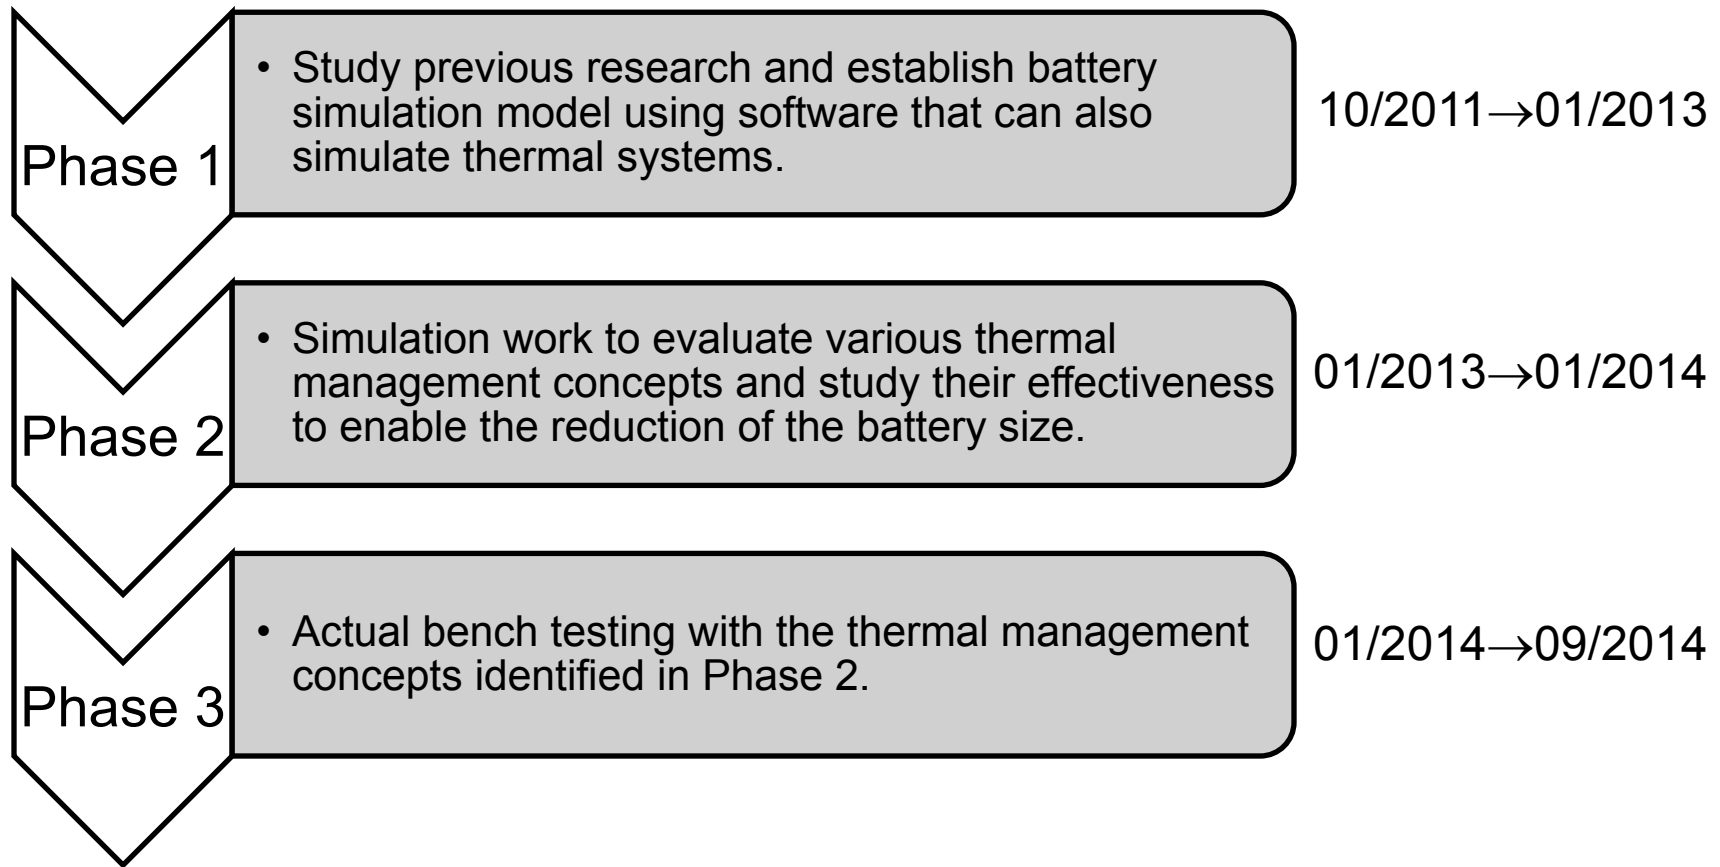 Phase 1
• Study previous research and establish battery
simulation model using software that can also
simulate thermal systems.
10/2011→01/2013
Phase 2
• Simulation work to evaluate various thermal
management concepts and study their effectiveness
to enable the reduction of the battery size.
01/2013→01/2014
Phase 3
• Actual bench testing with the thermal management
concepts identified in Phase 2.
01/2014→09/2014